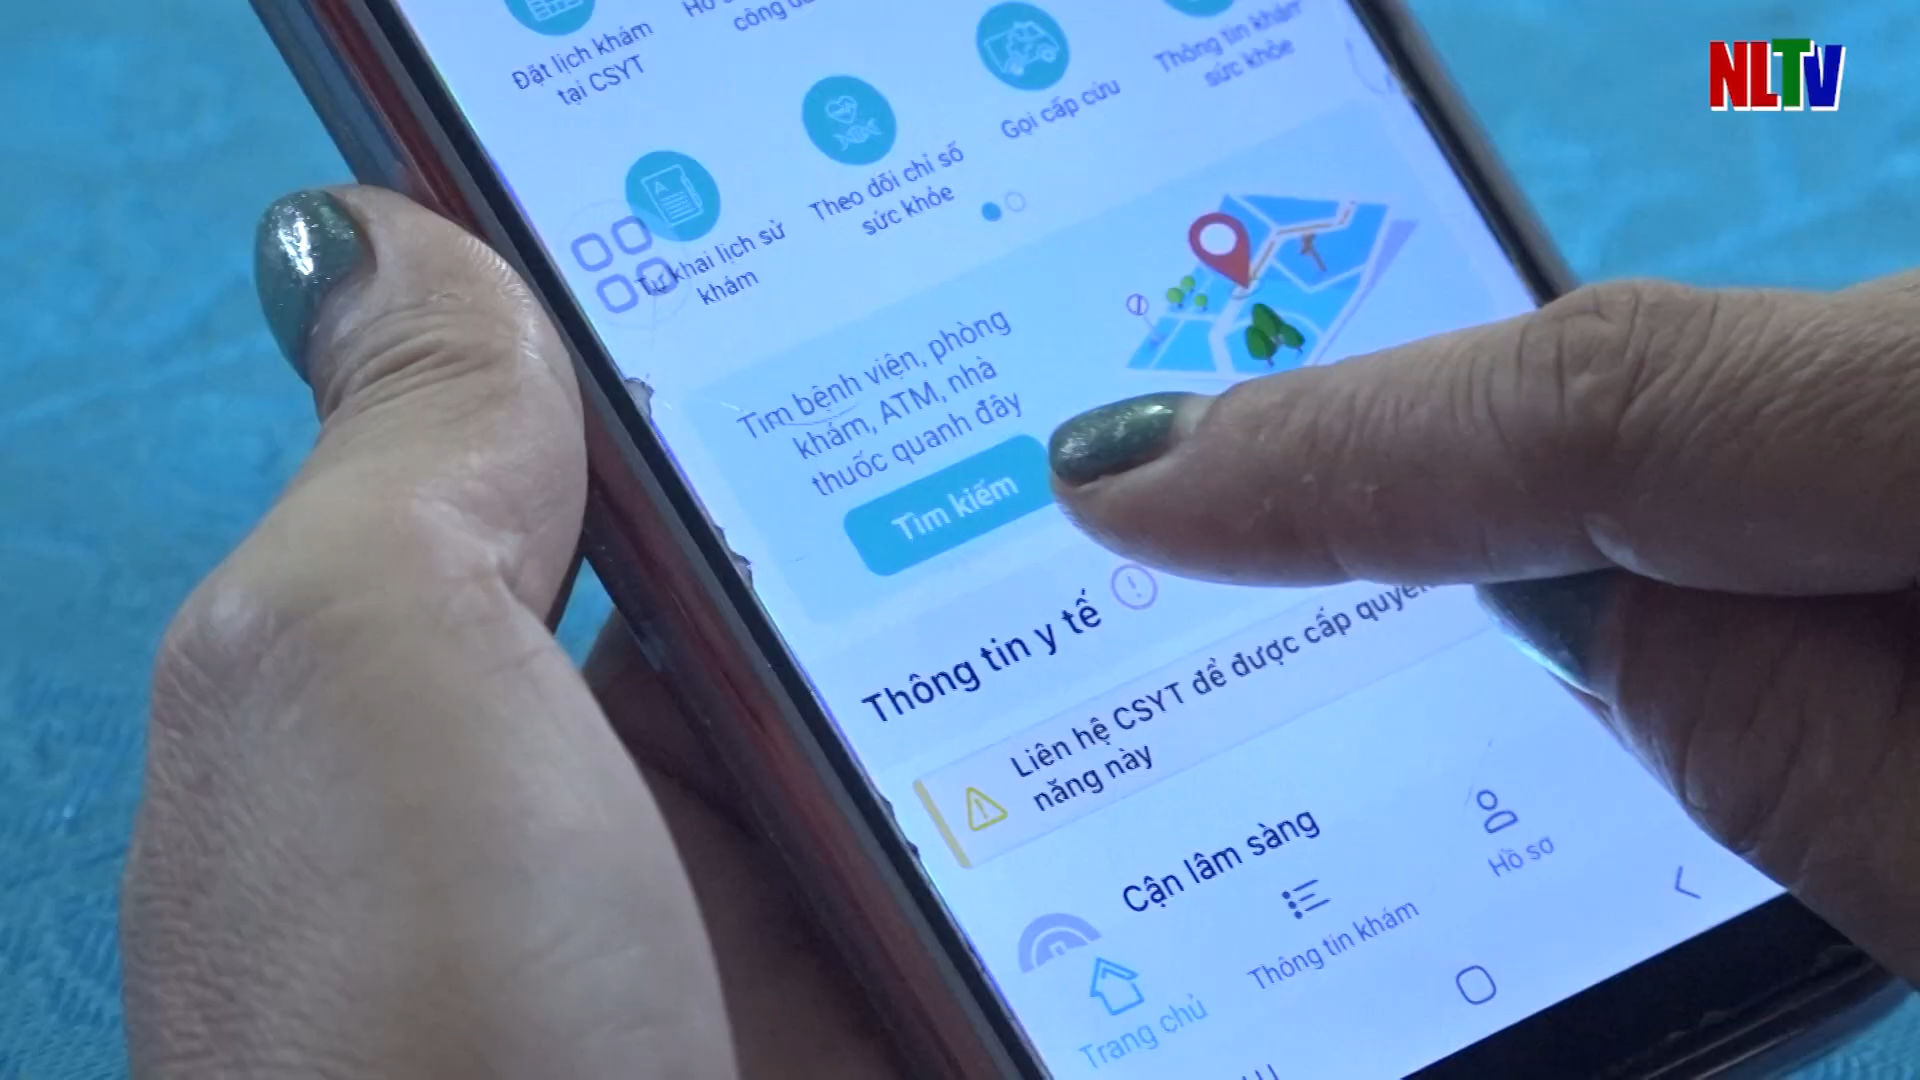 NLTV
Đặt lịch khám
tại CSYT
công
Thông tin khám
sức khỏe
Gọi cấp cứu
Theo dõi chỉ số
sức khỏe
Tự khai lịch sử
khám
Tìm bệnh viện, phòng
khám, ATM, nhà
thuốc quanh đây
Tìm kiếm
Thông tin y tế
Liên hệ CSYT để được cấp quyền
năng này
Cận lâm sàng
Trang chủ
Thông tin khám
Hồ sơ